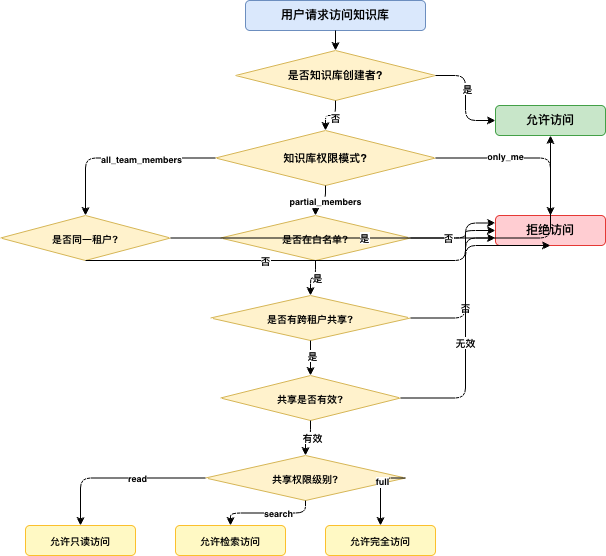 用户请求访问知识库
是否知识库创建者?
是
否
允许访问
知识库权限模式?
all_team_members
only_me
partial_members
是否同一租户?
是否在白名单?
是
否
拒绝访问
否
是
是否有跨租户共享?
否
无效
是
共享是否有效?
有效
共享权限级别?
read
full
search
允许只读访问
允许检索访问
允许完全访问